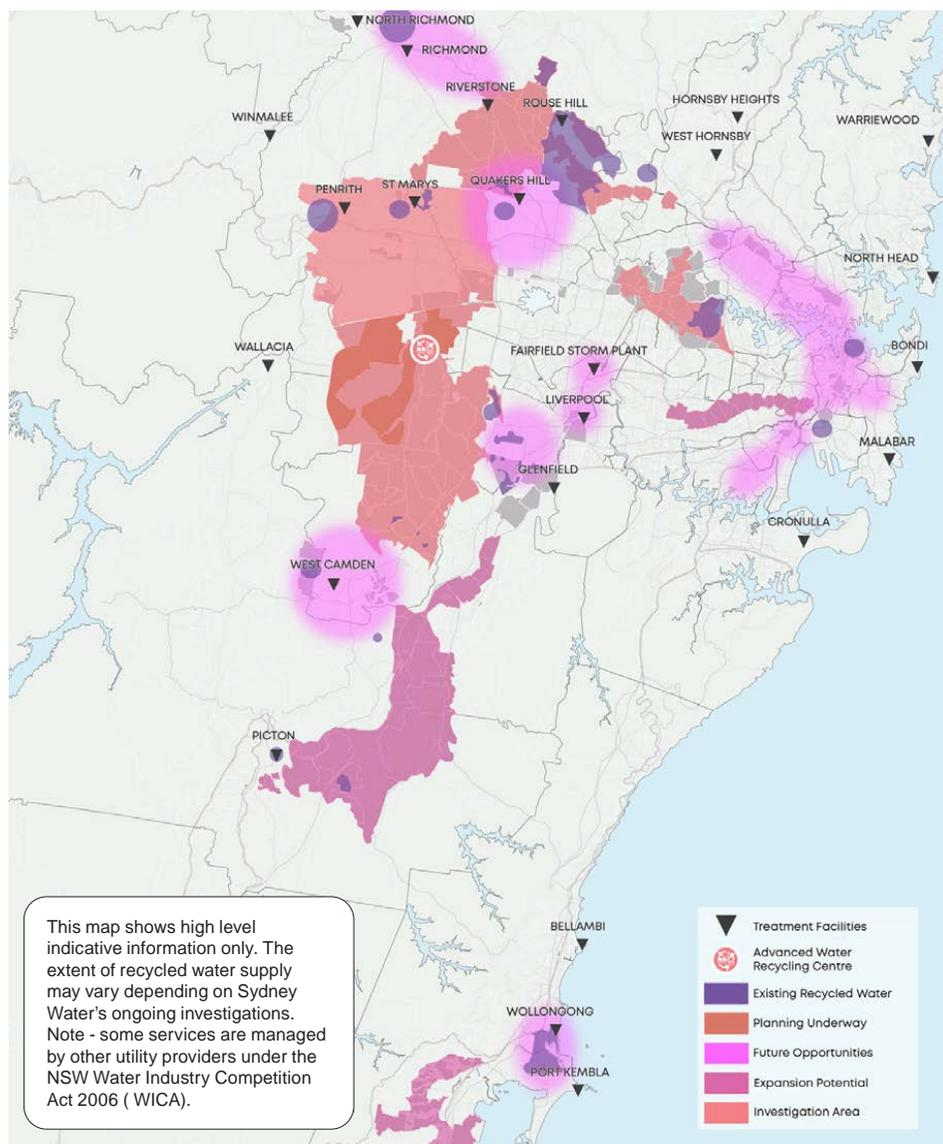 NORTH RICHMOND
RICHMOND
RIVERSTONE
ROUSE HILL
HORNSBY HEIGHTS
WARRIEWOOD
WINMALEE
WEST HORNSBY
PENRITH
ST MARYS
QUAKERS HILL
NORTH HEAD
WALLACIA
FAIRFIELD STORM PLANT
BONDI
LIVERPOOL
MALABAR
GLENFIELD
CRONULLA
WEST CAMDEN
PICTON
BELLAMBI
WOLLONGONG
PORT KEMBLA
This map shows high level
indicative information only. The
extent of recycled water supply
may vary depending on Sydney
Water's ongoing investigations.
Note - some services are managed
by other utility providers under the
NSW Water Industry Competition
Act 2006 ( WICA).
Treatment Facilities
Advanced Water
Recycling Centre
Existing Recycled Water
Planning Underway
Future Opportunities
Expansion Potential
Investigation Area